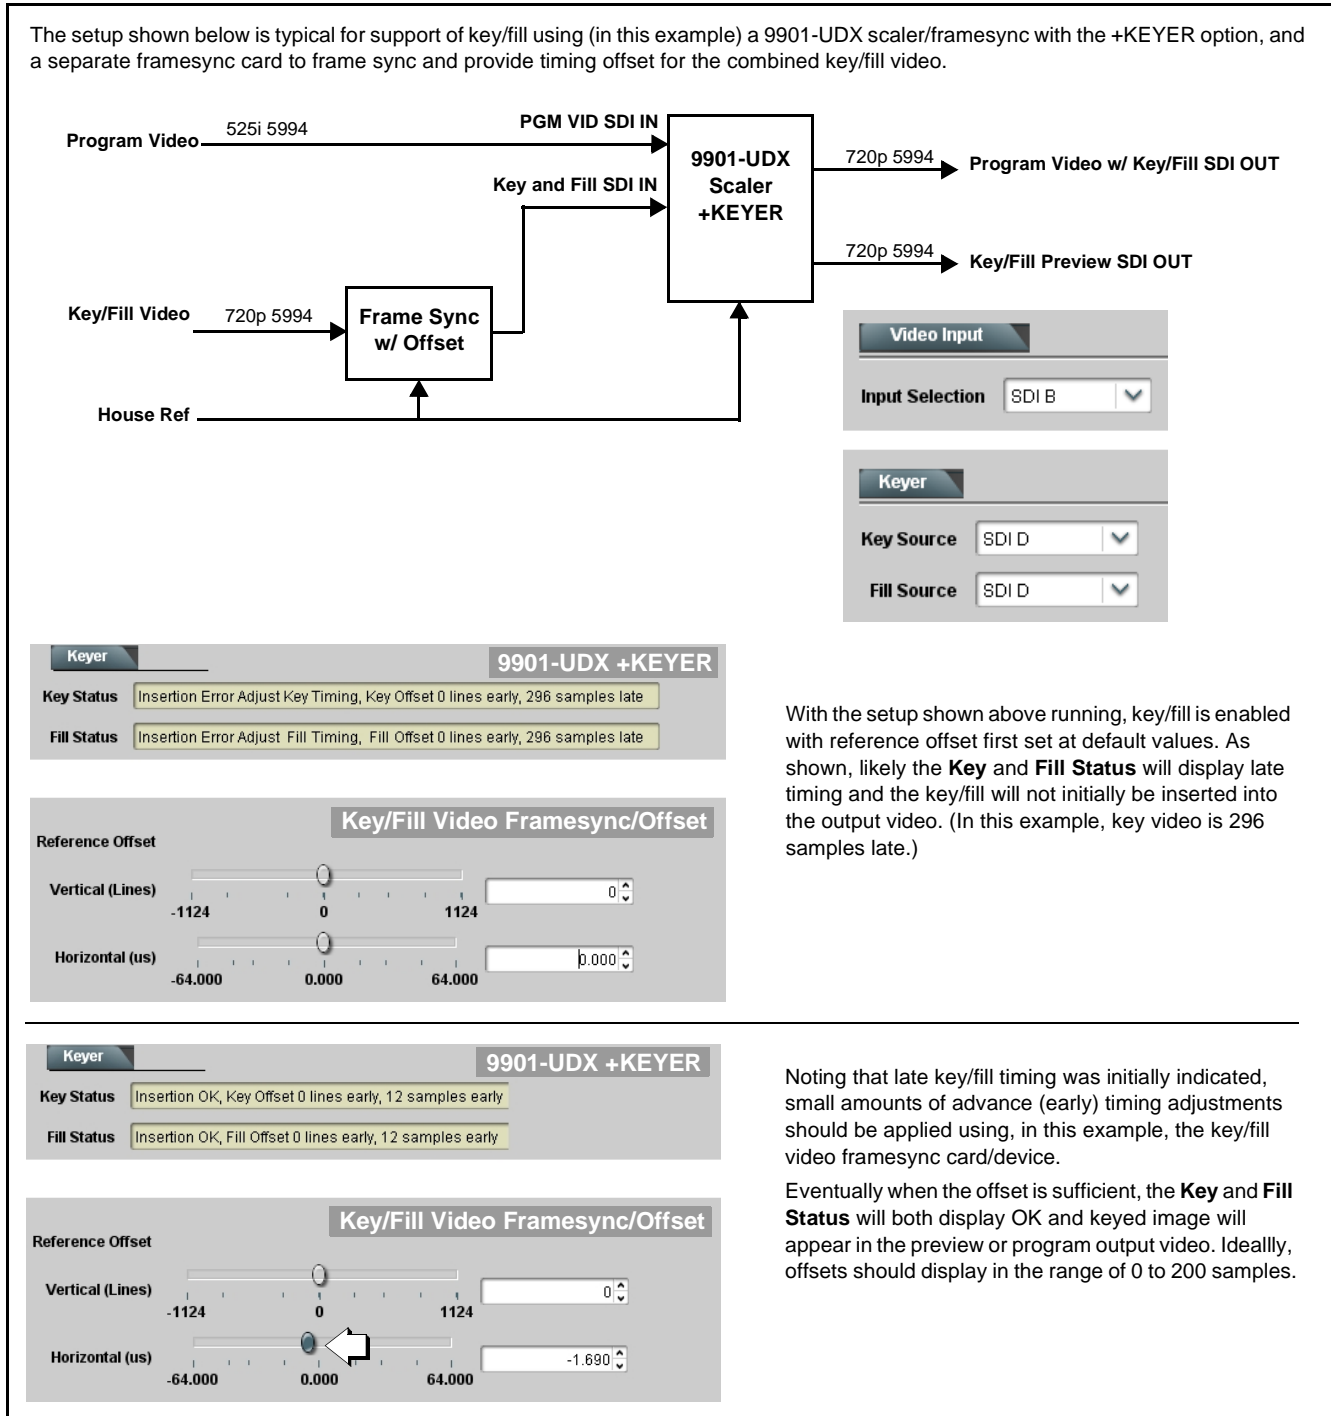 The setup shown below is typical for support of key/fill using (in this example) a 9901-UDX scaler/framesync with the +KEYER option, and
a separate framesync card to frame sync and provide timing offset for the combined key/fill video.
Program Video
525i 5994
PGM VID SDI IN
Key and Fill SDI IN
9901-UDX
Scaler
+KEYER
720p 5994
Program Video w/ Key/Fill SDI OUT
720p 5994
Key/Fill Preview SDI OUT
Key/Fill Video
720p 5994
Frame Sync
w/ Offset
House Ref
Video Input
Input Selection SDI B
Keyer
Key Source SDI D
Fill Source SDI D
Keyer
9901-UDX +KEYER
Key Status Insertion Error Adjust Key Timing, Key Offset 0 lines early, 296 samples late
Fill Status Insertion Error Adjust Fill Timing, Fill Offset 0 lines early, 296 samples late
Key/Fill Video Framesync/Offset
Reference Offset
Vertical (Lines) 0
-1124 0 1124
Horizontal (us) 0.000
-64.000 0.000 64.000
With the setup shown above running, key/fill is enabled
with reference offset first set at default values. As
shown, likely the Key and Fill Status will display late
timing and the key/fill will not initially be inserted into
the output video. (In this example, key video is 296
samples late.)
Keyer
9901-UDX +KEYER
Key Status Insertion OK, Key Offset 0 lines early, 12 samples early
Fill Status Insertion OK, Fill Offset 0 lines early, 12 samples early
Key/Fill Video Framesync/Offset
Reference Offset
Vertical (Lines) 0
-1124 0 1124
Horizontal (us) -1.690
-64.000 0.000 64.000
Noting that late key/fill timing was initially indicated,
small amounts of advance (early) timing adjustments
should be applied using, in this example, the key/fill
video framesync card/device.
Eventually when the offset is sufficient, the Key and Fill
Status will both display OK and keyed image will
appear in the preview or program output video. Ideallly,
offsets should display in the range of 0 to 200 samples.